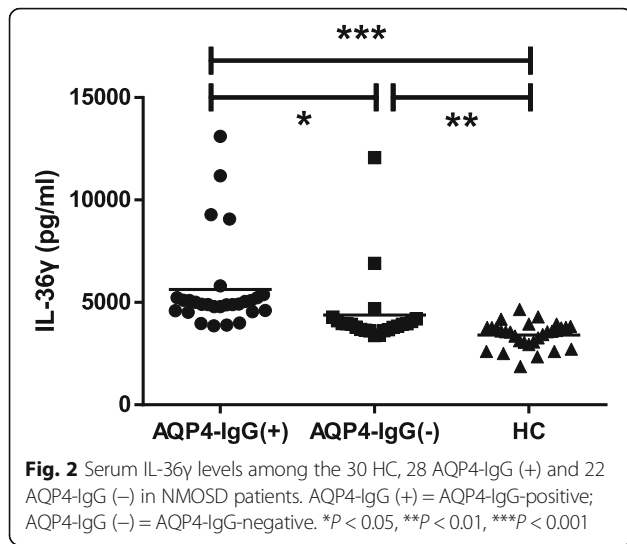 ***
15000
*
**
10000
IL-36γ (pg/ml)
5000
0
AQP4-IgG(+) AQP4-IgG(-) HC
Fig. 2 Serum IL-36γ levels among the 30 HC, 28 AQP4-IgG (+) and 22
AQP4-IgG (−) in NMOSD patients. AQP4-IgG (+) = AQP4-IgG-positive;
AQP4-IgG (−) = AQP4-IgG-negative. *P < 0.05, **P < 0.01, ***P < 0.001